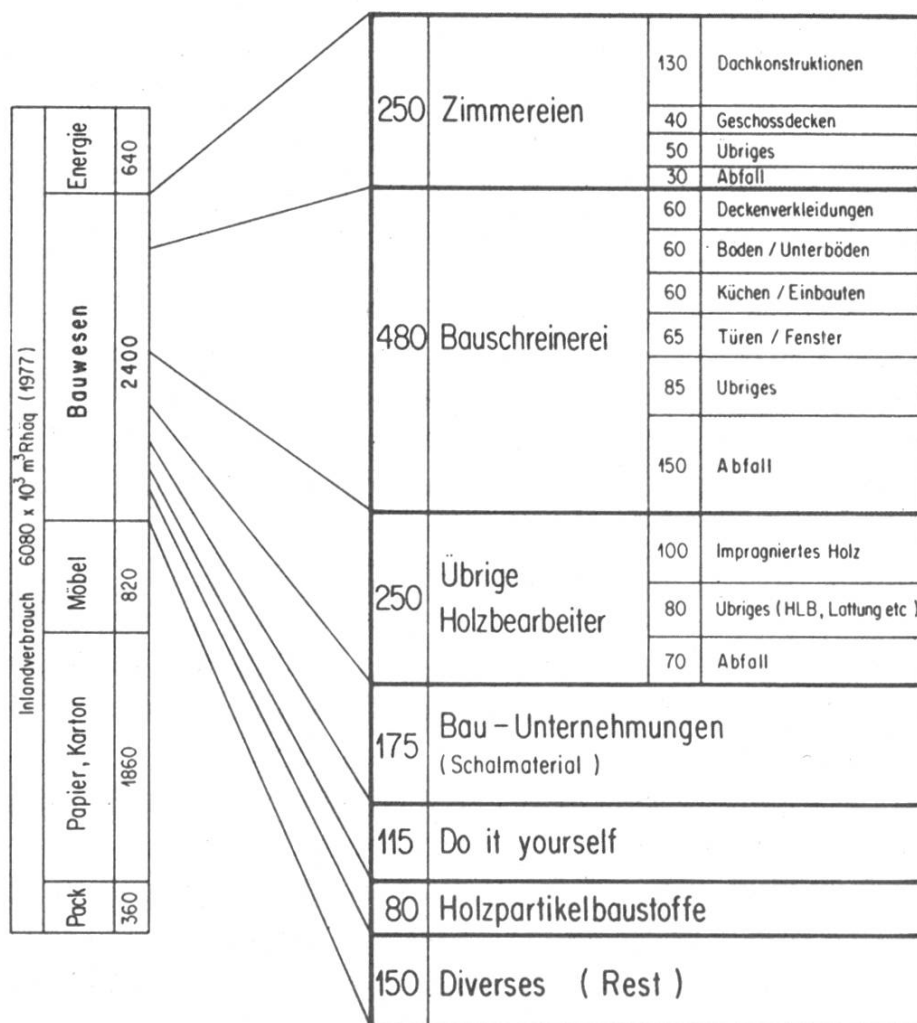 Inlandverbrauch 6080 x 10³ m³ Rhäq (1977)
Energie 640
Bauwesen 2400
Möbel 820
Papier, Karton 1860
Pack 360
250 Zimmereien
130 Dachkonstruktionen
40 Geschossdecken
50 Übriges
30 Abfall
480 Bauschreinerei
60 Deckenverkleidungen
60 Boden / Unterböden
60 Küchen / Einbauten
65 Türen / Fenster
85 Ubriges
150 Abfall
250 Übrige
Holzbearbeiter
100 Impragniertes Holz
80 Ubriges (HLB, Lattung etc)
70 Abfall
175 Bau-Unternehmungen
(Schalmaterial)
115 Do it yourself
80 Holzpartikelbaustoffe
150 Diverses (Rest)